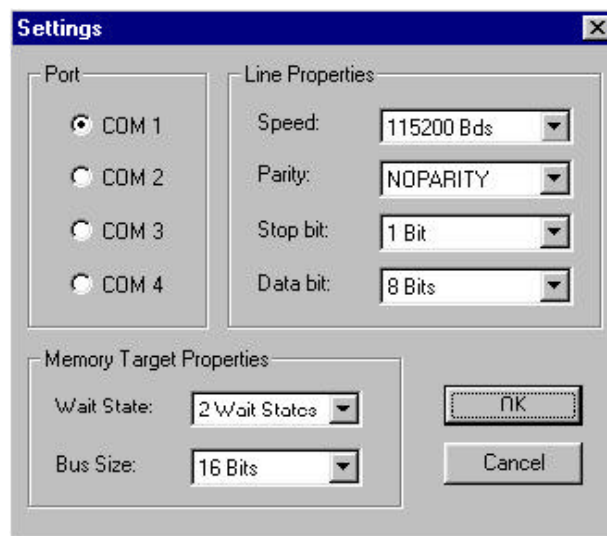 Settings
Port
COM 1
COM 2
COM 3
COM 4
Line Properties
Speed: 115200 Bds
Parity: NOPARITY
Stop bit: 1 Bit
Data bit: 8 Bits
Memory Target Properties
Wait State: 2 Wait States
Bus Size: 16 Bits
OK
Cancel